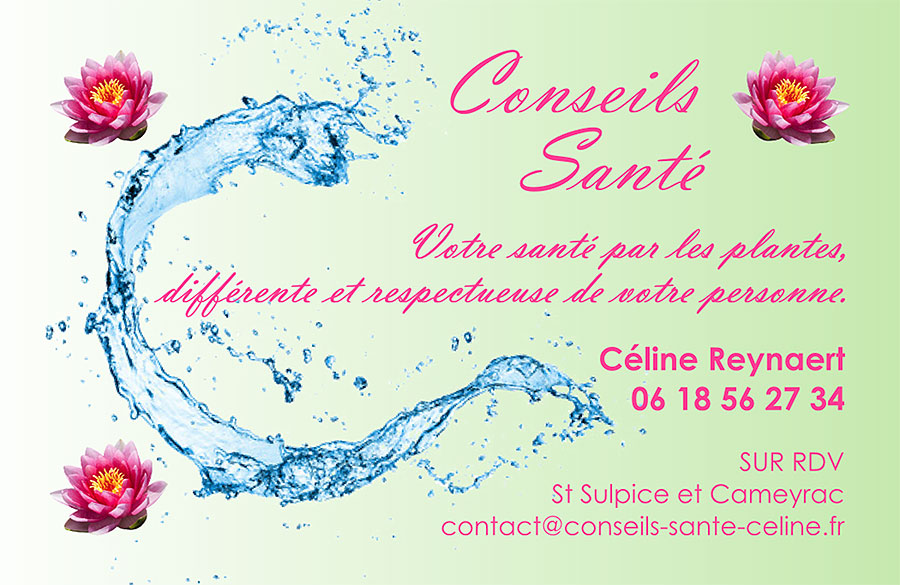 Conseils
Santé
Votre santé par les plantes,
différente et respectueuse de votre personne.
Céline Reynaert
06 18 56 27 34
SUR RDV
St Sulpice et Cameyrac
contact@conseils-sante-celine.fr